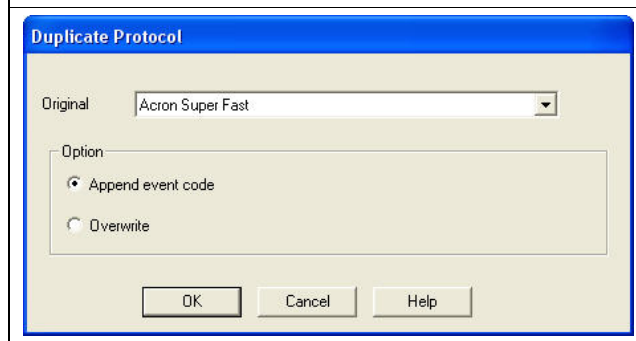 Duplicate Protocol
Original Acron Super Fast
Option
Append event code
Overwrite
OK Cancel Help